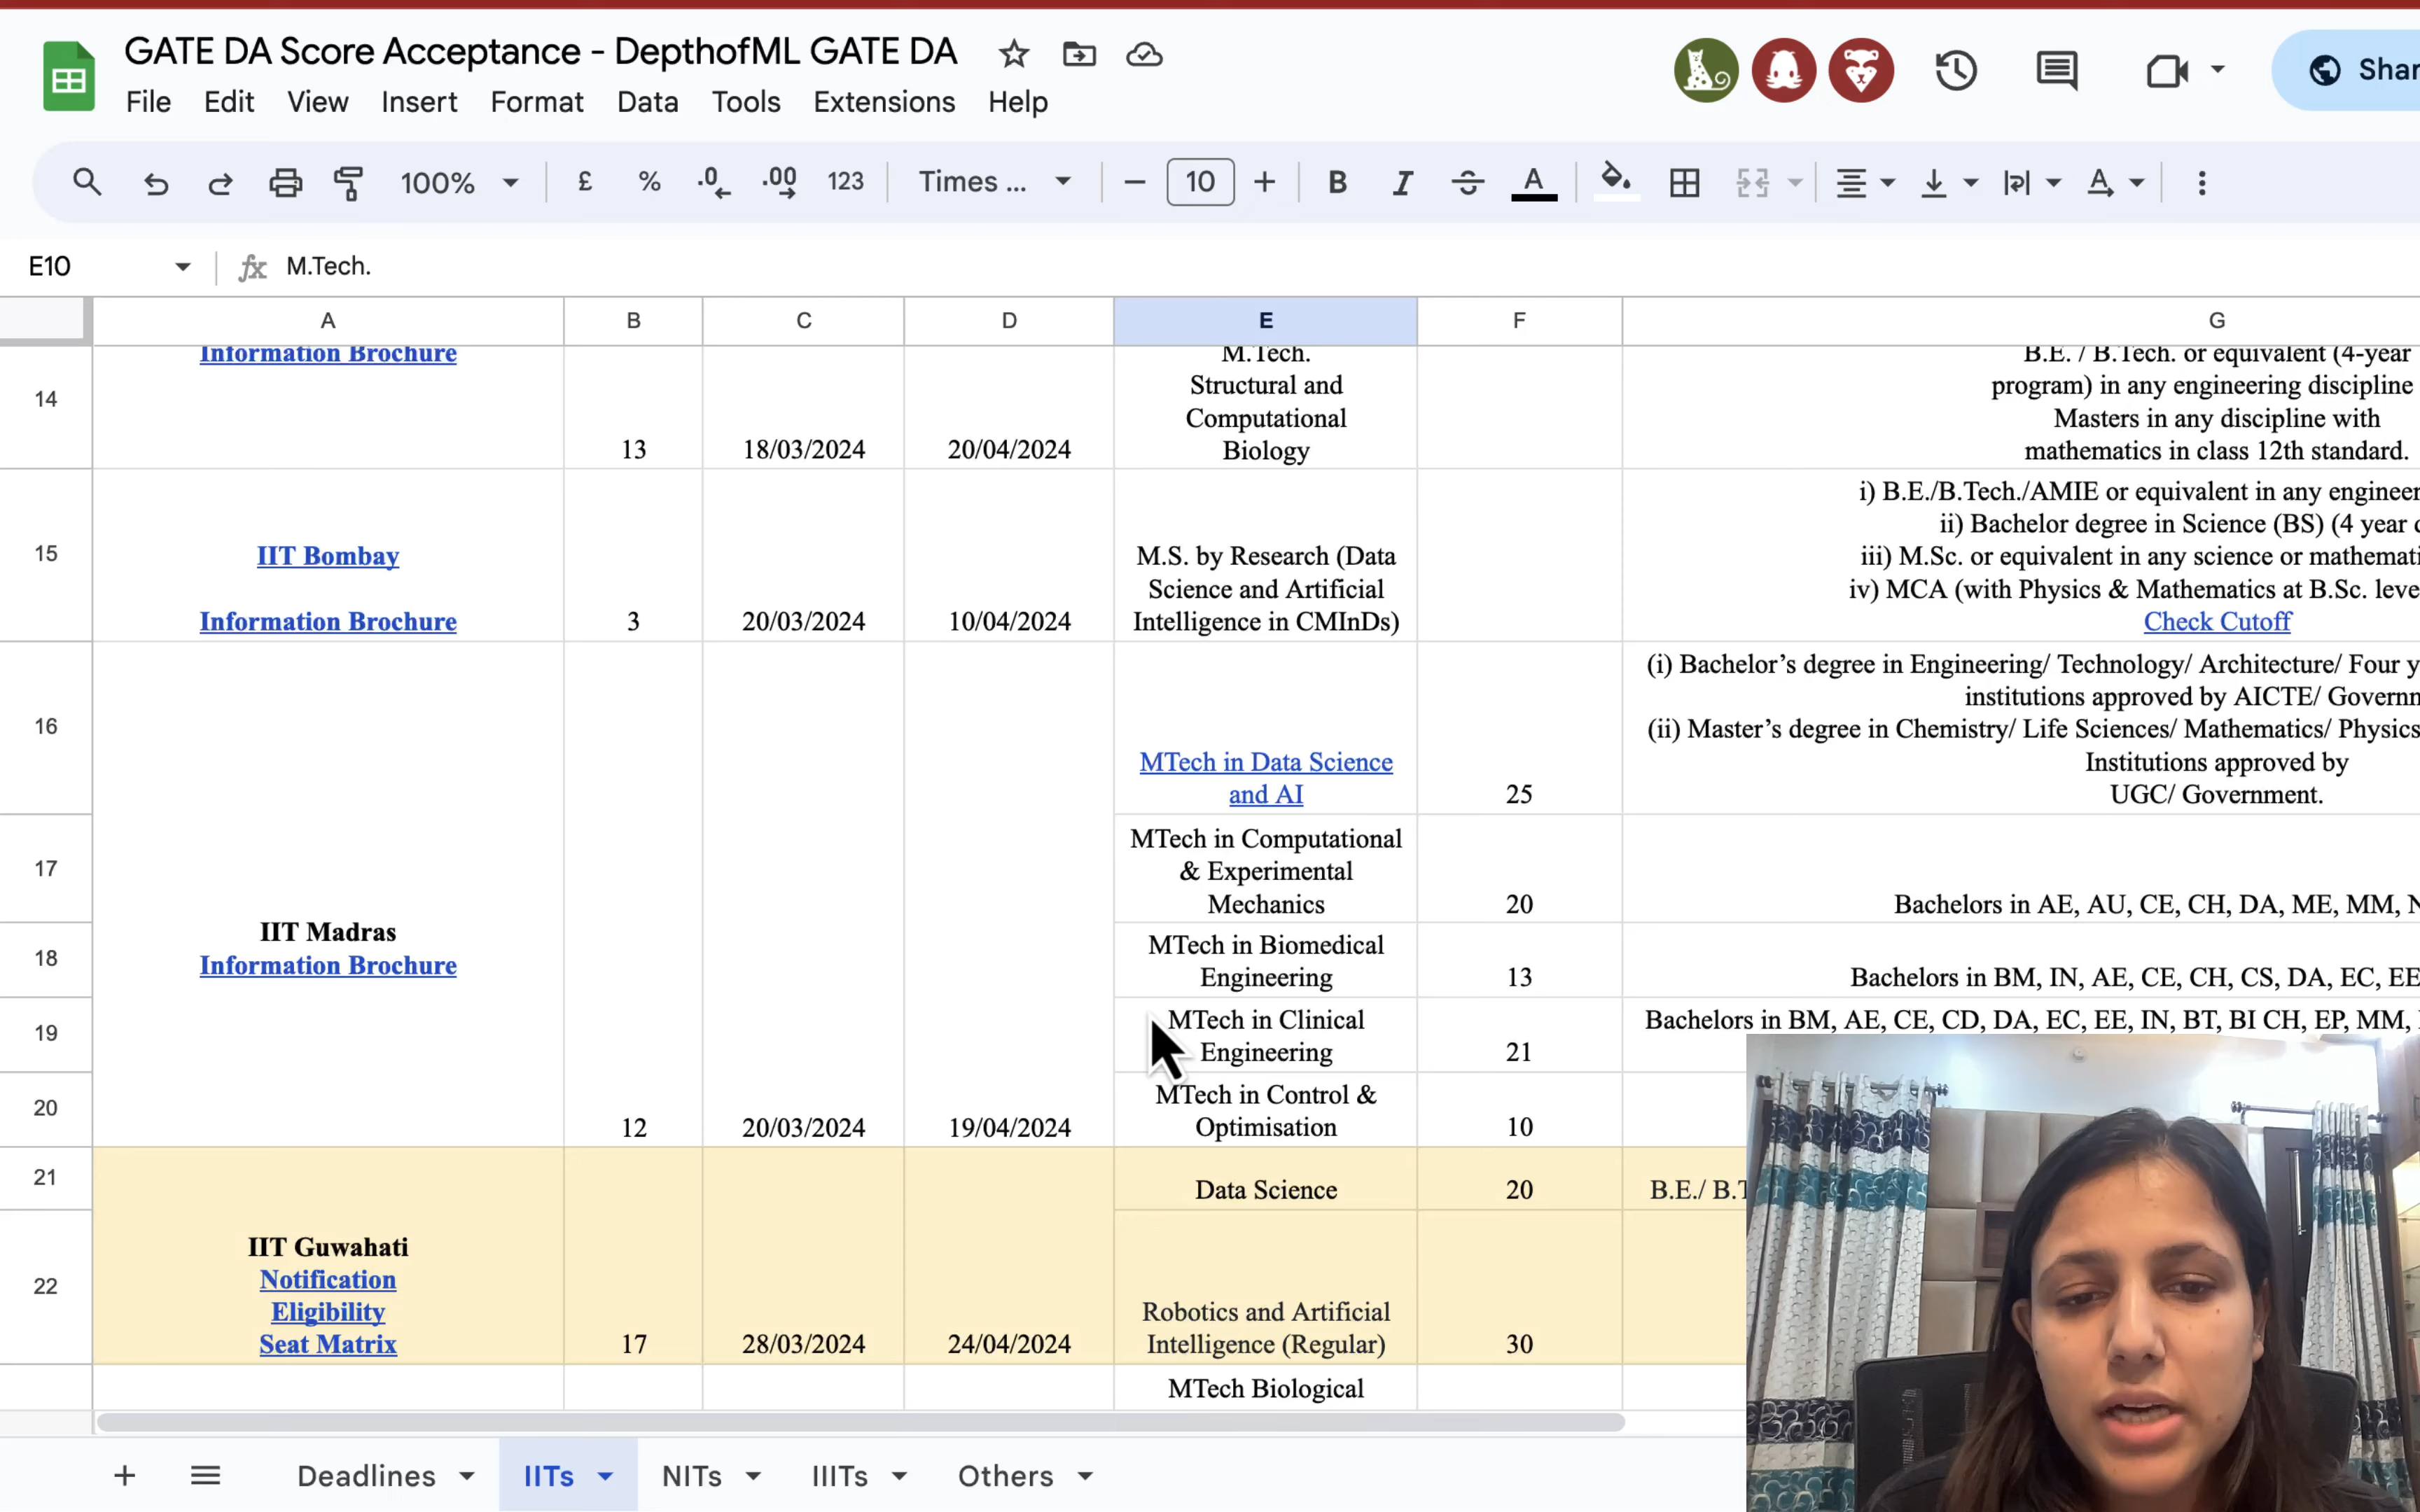 GATE DA Score Acceptance - DepthofML GATE DA
File Edit View Insert Format Data Tools Extensions Help
100% £ % .0 .00 123 Times ... 10 B I A A
E10 fx M.Tech.
A B C D E F G
14
Information Brochure
13
18/03/2024
20/04/2024
M.Tech.
Structural and
Computational
Biology
B.E. / B.Tech. or equivalent (4-year
program) in any engineering discipline
Masters in any discipline with
mathematics in class 12th standard.
15
IIT Bombay
Information Brochure
3
20/03/2024
10/04/2024
M.S. by Research (Data
Science and Artificial
Intelligence in CMInDs)
i) B.E./B.Tech./AMIE or equivalent in any
ii) Bachelor degree in Science (BS) (4 year
iii) M.Sc. or equivalent in any science or
iv) MCA (with Physics & Mathematics at B.Sc.
Check Cutoff
16
MTech in Data Science
and AI
25
(i) Bachelor's degree in Engineering/ Technology/ Architecture/ Four
institutions approved by AICTE/
(ii) Master's degree in Chemistry/ Life Sciences/ Mathematics/ Physics
Institutions approved by
UGC/ Government.
17
MTech in Computational
& Experimental
Mechanics
20
Bachelors in AE, AU, CE, CH, DA, ME, MM,
18
IIT Madras
Information Brochure
MTech in Biomedical
Engineering
13
Bachelors in BM, IN, AE, CE, CH, CS, DA, EC, EE
19
MTech in Clinical
Engineering
21
Bachelors in BM, AE, CE, CD, DA, EC, EE, IN, BT, BI CH, EP, MM,
20
12
20/03/2024
19/04/2024
MTech in Control &
Optimisation
10
21
Data Science
20
B.E./
22
IIT Guwahati
Notification
Eligibility
Seat Matrix
17
28/03/2024
24/04/2024
Robotics and Artificial
Intelligence (Regular)
30
MTech Biological
+ Deadlines IITs NITs IIITs Others